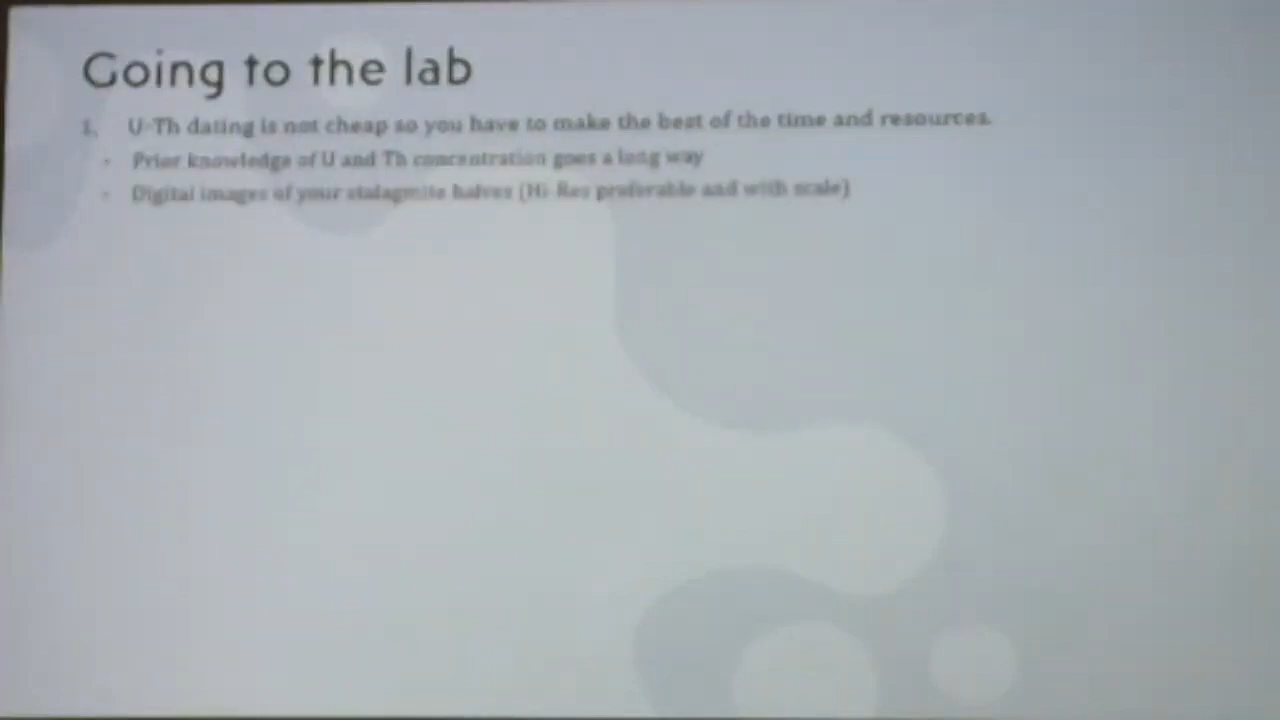 Going to the lab
1. U-Th dating is not cheap so you have to make the best of the time and resources.
- Prior knowledge of U and Th concentration goes a long way
- Digital images of your stalagmite halves (Hi-Res preferable and with scale)